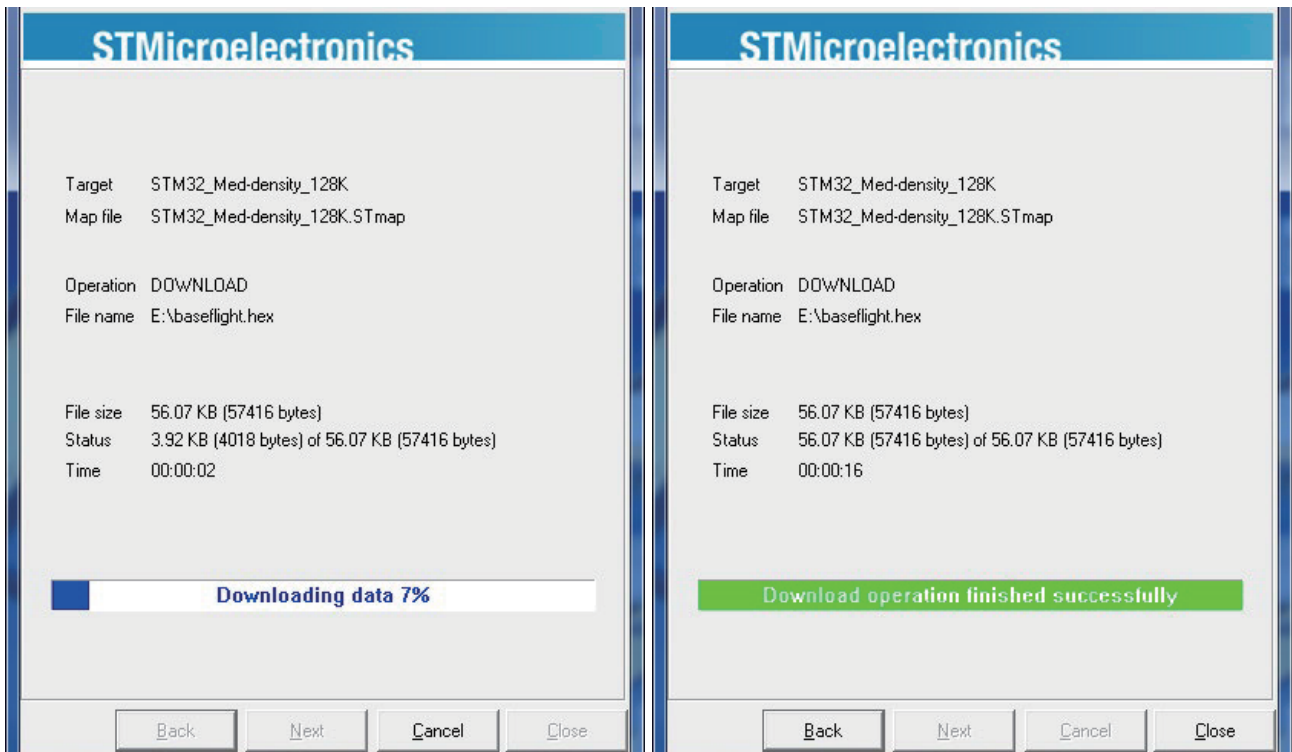 STMicroelectronics
Target STM32_Med-density_128K
Map file STM32_Med-density_128K.STmap
Operation DOWNLOAD
File name E:\baseflight.hex
File size 56.07 KB (57416 bytes)
Status 3.92 KB (4018 bytes) of 56.07 KB (57416 bytes)
Time 00:00:02
Downloading data 7%
Back Next Cancel Close
STMicroelectronics
Target STM32_Med-density_128K
Map file STM32_Med-density_128K.STmap
Operation DOWNLOAD
File name E:\baseflight.hex
File size 56.07 KB (57416 bytes)
Status 56.07 KB (57416 bytes) of 56.07 KB (57416 bytes)
Time 00:00:16
Download operation finished successfully
Back Next Cancel Close